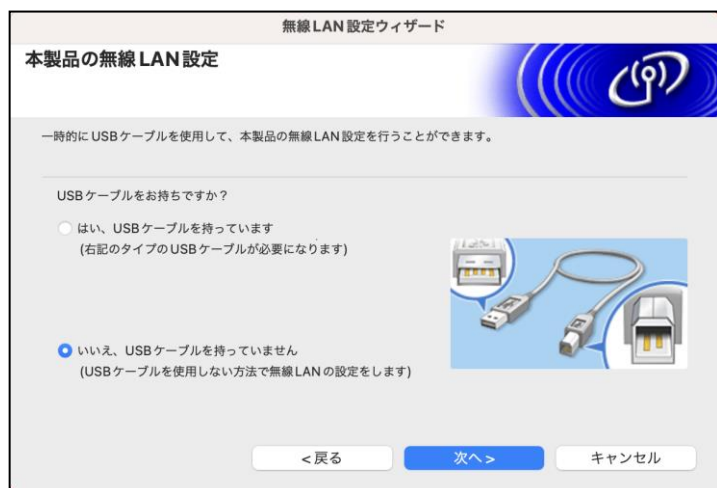 無線LAN設定ウィザード
本製品の無線LAN設定
一時的にUSBケーブルを使用して、本製品の無線LAN設定を行うことができます。
USBケーブルをお持ちですか？
はい、USBケーブルを持っています
(右記のタイプのUSBケーブルが必要になります)
いいえ、USBケーブルを持っていません
(USBケーブルを使用しない方法で無線LANの設定をします)
<戻る
次へ>
キャンセル